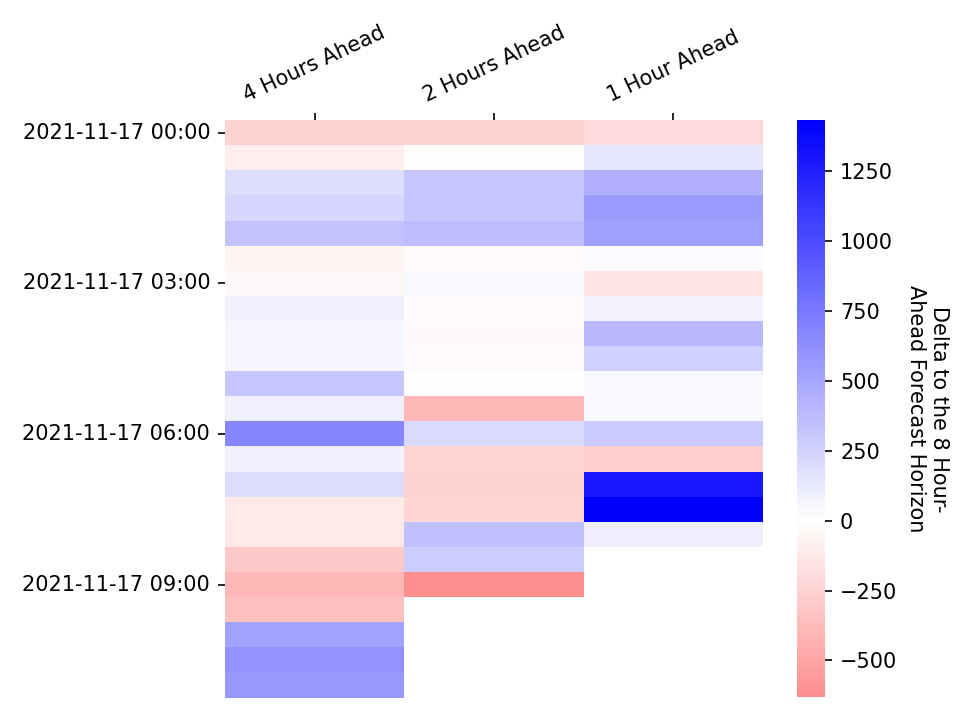 4 Hours Ahead
2 Hours Ahead
1 Hour Ahead
2021-11-17 00:00
2021-11-17 03:00
2021-11-17 06:00
2021-11-17 09:00
1250
1000
750
500
250
0
−250
−500
Delta to the 8 Hour-
Ahead Forecast Horizon